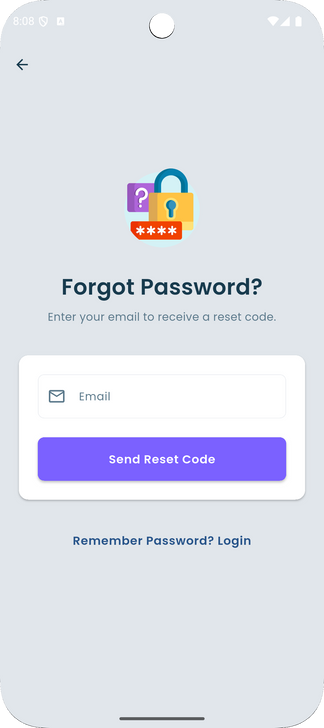 8:08
?
****
Forgot Password?
Enter your email to receive a reset code.
Email
Send Reset Code
Remember Password? Login